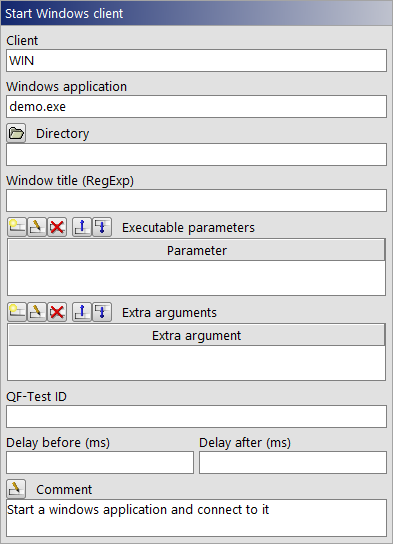 Start Windows client
Client
WIN
Windows application
demo.exe
Directory
Window title (RegExp)
Executable parameters
Parameter
Extra arguments
Extra argument
QF-Test ID
Delay before (ms) Delay after (ms)
Comment
Start a windows application and connect to it